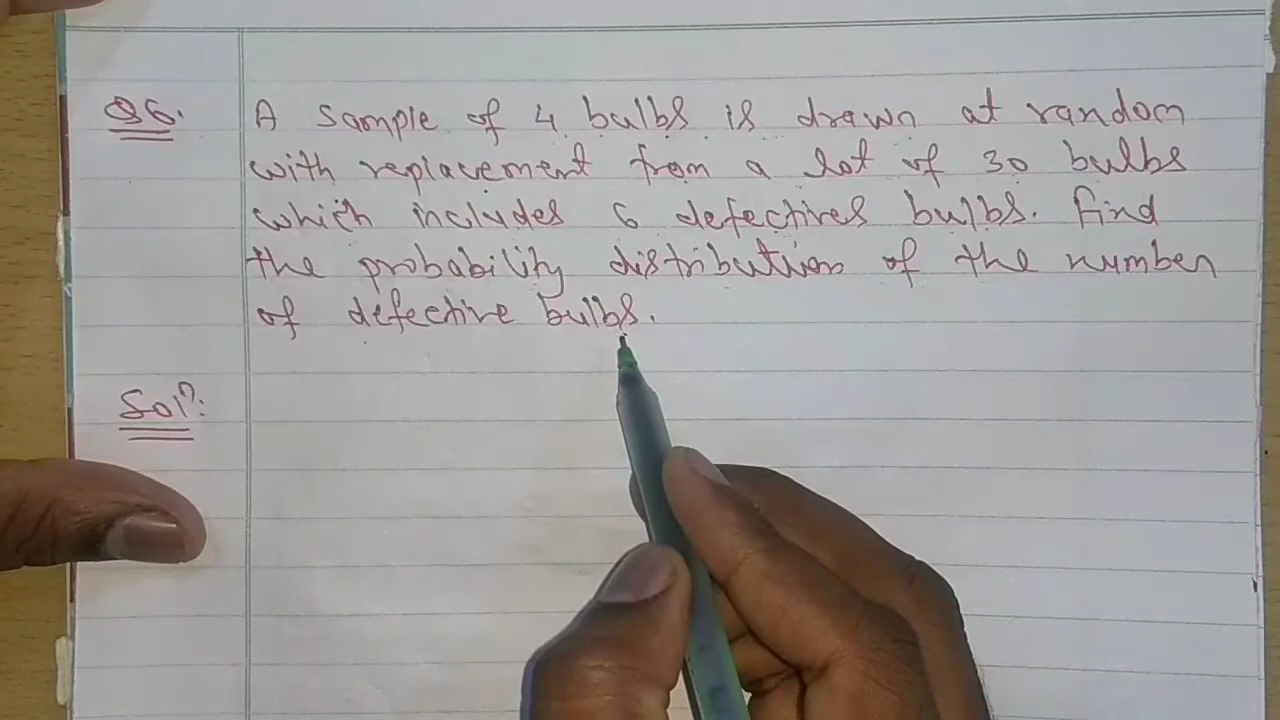 Q6. A sample of 4 bulbs is drawn at random
with replacement from a lot of 30 bulbs
which includes 6 defectives bulbs. Find
the probability distribution of the number
of defective bulbs.
Solⁿ: